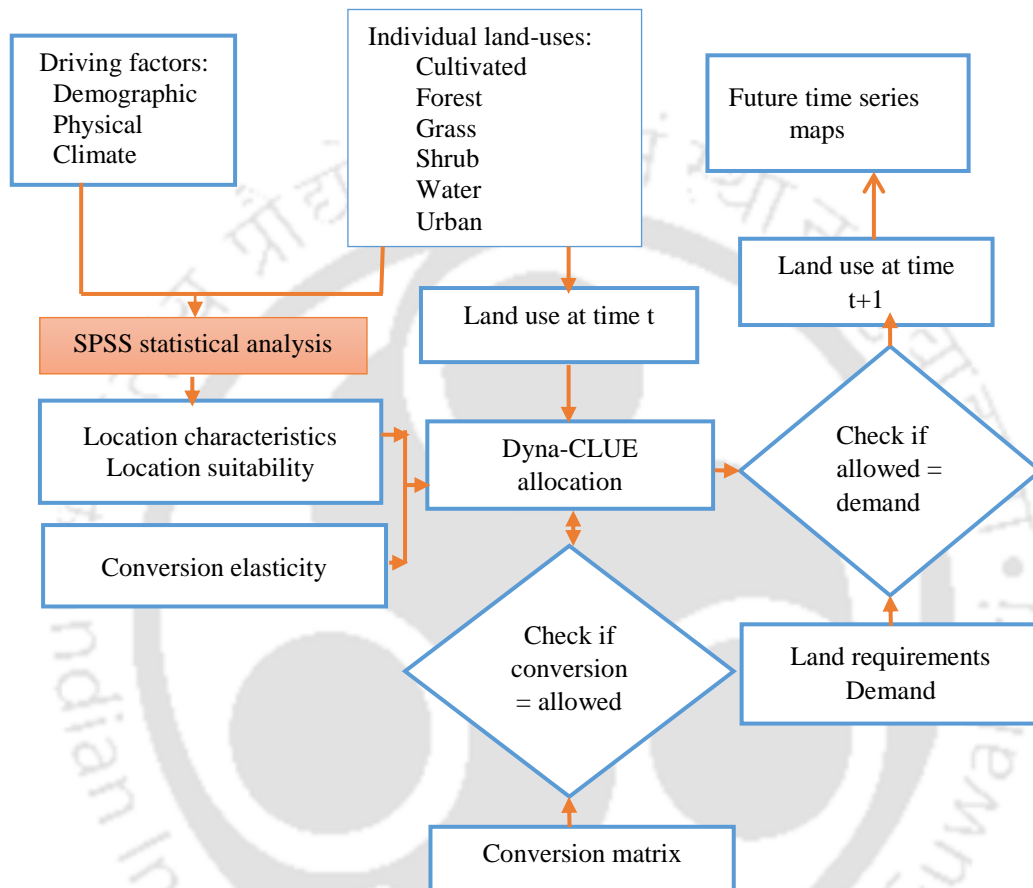 Driving factors:
Demographic
Physical
Climate
Individual land-uses:
Cultivated
Forest
Grass
Shrub
Water
Urban
Future time series
maps
Land use at time
t+1
Land use at time t
SPSS statistical analysis
Location characteristics
Location suitability
Dyna-CLUE
allocation
Check if
allowed =
demand
Conversion elasticity
Check if
conversion
= allowed
Land requirements
Demand
Conversion matrix